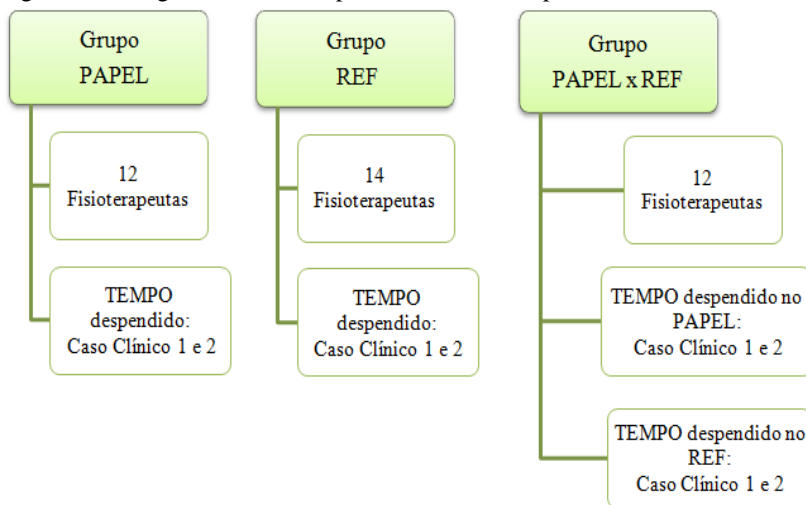 Grupo
PAPEL
12
Fisioterapeutas
TEMPO
despendido:
Caso Clínico 1 e 2
Grupo
REF
14
Fisioterapeutas
TEMPO
despendido:
Caso Clínico 1 e 2
Grupo
PAPEL x REF
12
Fisioterapeutas
TEMPO despendido no
PAPEL:
Caso Clínico 1 e 2
TEMPO despendido no
REF:
Caso Clínico 1 e 2